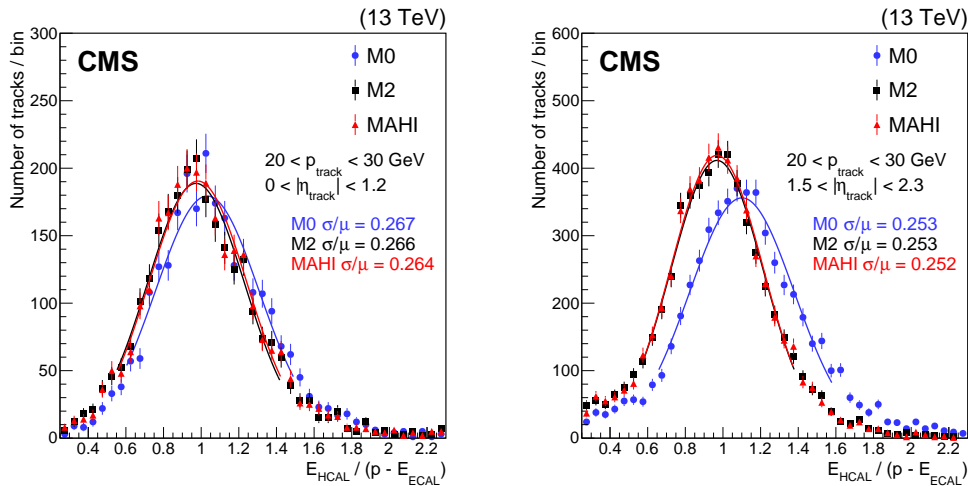 (13 TeV)
Number of tracks / bin
300
250
200
150
100
50
0
CMS
M0
M2
MAHI
20 < p_track < 30 GeV
0 < |η_track| < 1.2
M0 σ/μ = 0.267
M2 σ/μ = 0.266
MAHI σ/μ = 0.264
0.4 0.6 0.8 1 1.2 1.4 1.6 1.8 2 2.2
E_HCAL / (p - E_ECAL)
(13 TeV)
Number of tracks / bin
600
500
400
300
200
100
0
CMS
M0
M2
MAHI
20 < p_track < 30 GeV
1.5 < |η_track| < 2.3
M0 σ/μ = 0.253
M2 σ/μ = 0.253
MAHI σ/μ = 0.252
0.4 0.6 0.8 1 1.2 1.4 1.6 1.8 2 2.2
E_HCAL / (p - E_ECAL)